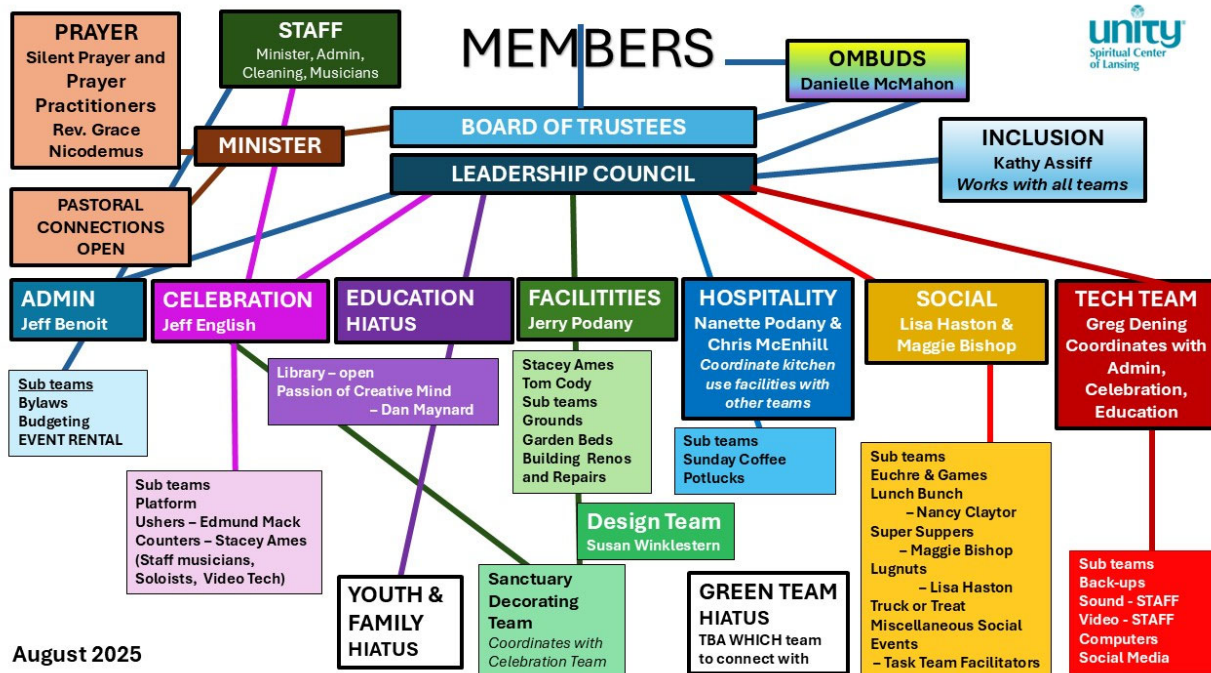 PRAYER
Silent Prayer and
Prayer
Practitioners
Rev. Grace
Nicodemus
STAFF
Minister, Admin,
Cleaning, Musicians
MEMBERS
OMBUDS
Danielle McMahon
unity®
Spiritual Center
of Lansing
MINISTER
BOARD OF TRUSTEES
LEADERSHIP COUNCIL
INCLUSION
Kathy Assiff
Works with all teams
PASTORAL
CONNECTIONS
OPEN
ADMIN
Jeff Benoit
CELEBRATION
Jeff English
EDUCATION
HIATUS
FACILITITIES
Jerry Podany
HOSPITALITY
Nanette Podany &
Chris McEnhill
Coordinate kitchen
use facilities with
other teams
SOCIAL
Lisa Haston &
Maggie Bishop
TECH TEAM
Greg Dening
Coordinates with
Admin,
Celebration,
Education
Sub teams
Bylaws
Budgeting
EVENT RENTAL
Library – open
Passion of Creative Mind
– Dan Maynard
Stacey Ames
Tom Cody
Sub teams
Grounds
Garden Beds
Building Renos
and Repairs
Sub teams
Sunday Coffee
Potlucks
Sub teams
Platform
Ushers – Edmund Mack
Counters – Stacey Ames
(Staff musicians,
Soloists, Video Tech)
Sub teams
Euchre & Games
Lunch Bunch
– Nancy Claytor
Super Suppers
– Maggie Bishop
Lugnuts
– Lisa Haston
Truck or Treat
Miscellaneous Social
Events
– Task Team Facilitators
Design Team
Susan Winklestern
Sub teams
Back-ups
Sound - STAFF
Video - STAFF
Computers
Social Media
YOUTH &
FAMILY
HIATUS
Sanctuary
Decorating
Team
Coordinates with
Celebration Team
GREEN TEAM
HIATUS
TBA WHICH team
to connect with
August 2025